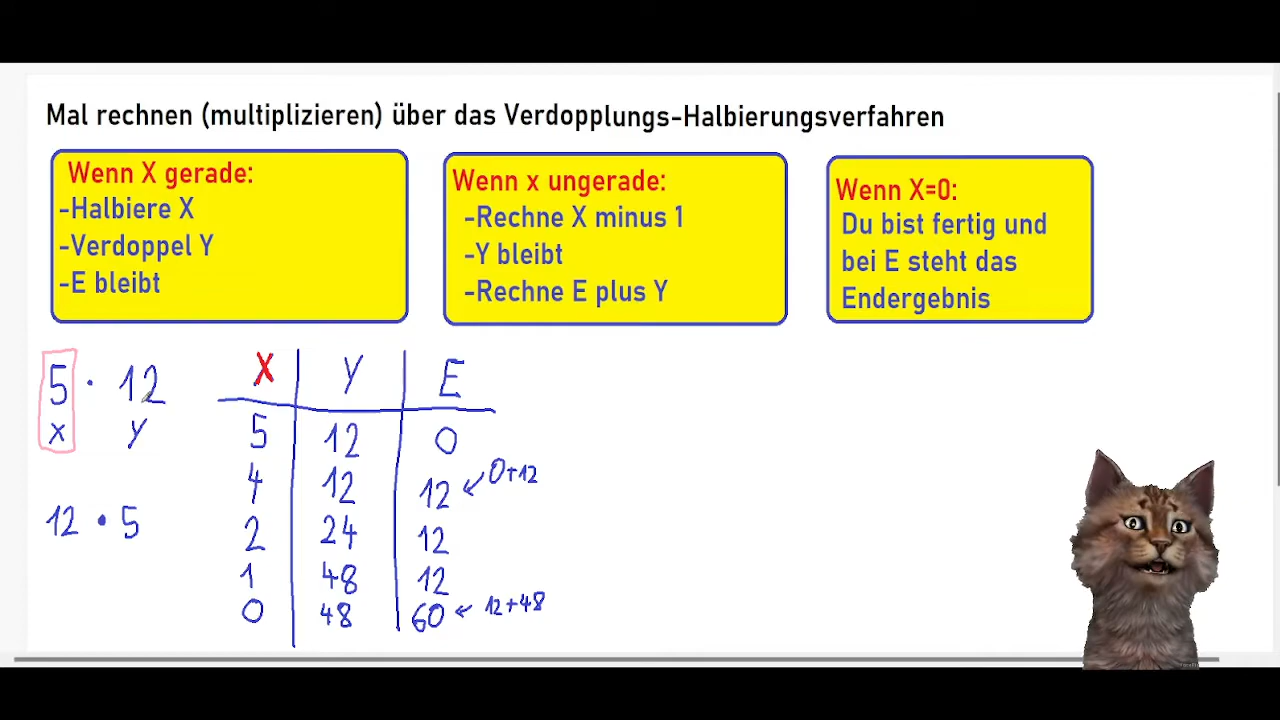 Mal rechnen (multiplizieren) über das Verdopplungs-Halbierungsverfahren
Wenn X gerade:
-Halbiere X
-Verdoppel Y
-E bleibt
Wenn x ungerade:
-Rechne X minus 1
-Y bleibt
-Rechne E plus Y
Wenn X=0:
Du bist fertig und
bei E steht das
Endergebnis
5 · 12
x y
12 · 5
X Y E
5 12 0
4 12 12 ← 0+12
2 24 12
1 48 12
0 48 60 ← 12+48